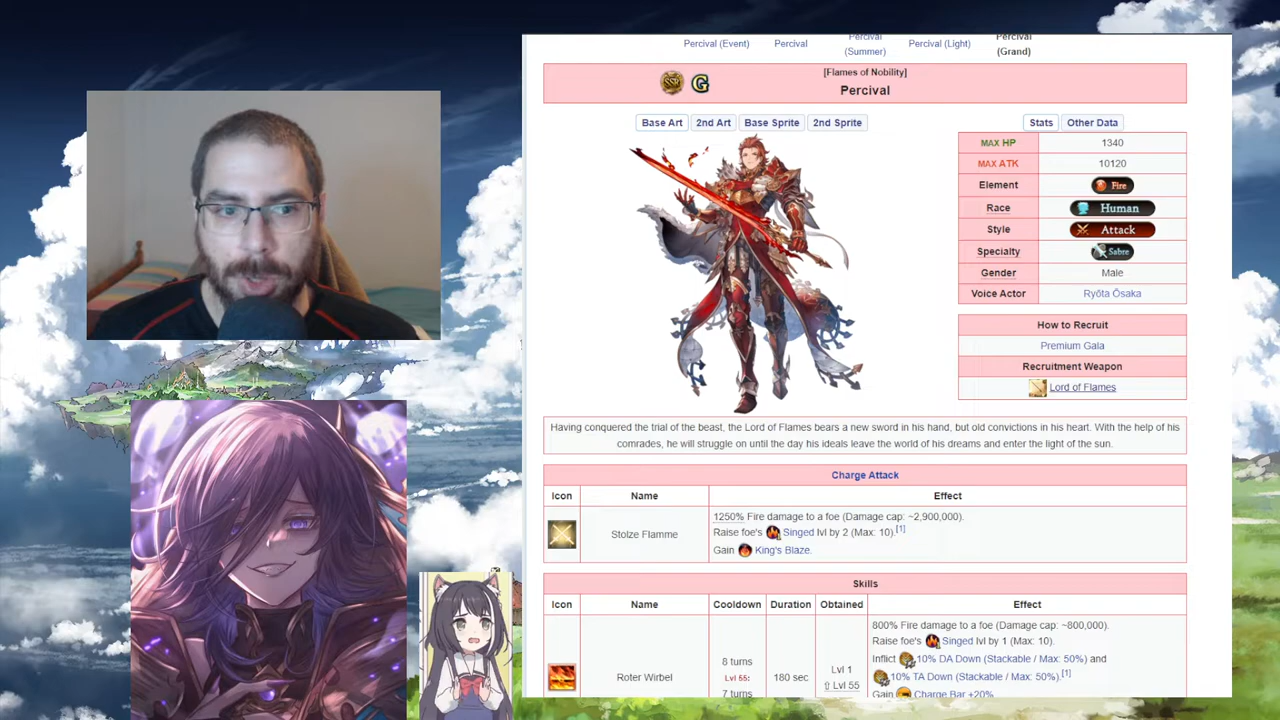 Percival (Event)
Percival
Percival
(Summer)
Percival (Light)
Percival
(Grand)
SSR G
[Flames of Nobility]
Percival
Base Art
2nd Art
Base Sprite
2nd Sprite
Stats
Other Data
MAX HP 1340
MAX ATK 10120
Element Fire
Race Human
Style Attack
Specialty Sabre
Gender Male
Voice Actor Ryōta Ōsaka
How to Recruit
Premium Gala
Recruitment Weapon
Lord of Flames
Having conquered the trial of the beast, the Lord of Flames bears a new sword in his hand, but old convictions in his heart. With the help of his
comrades, he will struggle on until the day his ideals leave the world of his dreams and enter the light of the sun.
Charge Attack
Icon Name Effect
Stolze Flamme
1250% Fire damage to a foe (Damage cap: ~2,900,000).
Raise foe's Singed lvl by 2 (Max: 10).[1]
Gain King's Blaze.
Skills
Icon Name Cooldown Duration Obtained Effect
Roter Wirbel
8 turns
Lvl 55:
7 turns
180 sec
Lvl 1
⇧ Lvl 55
800% Fire damage to a foe (Damage cap: ~800,000).
Raise foe's Singed lvl by 1 (Max: 10).
Inflict 10% DA Down (Stackable / Max: 50%) and
10% TA Down (Stackable / Max: 50%).[1]
Gain Charge Bar +20%